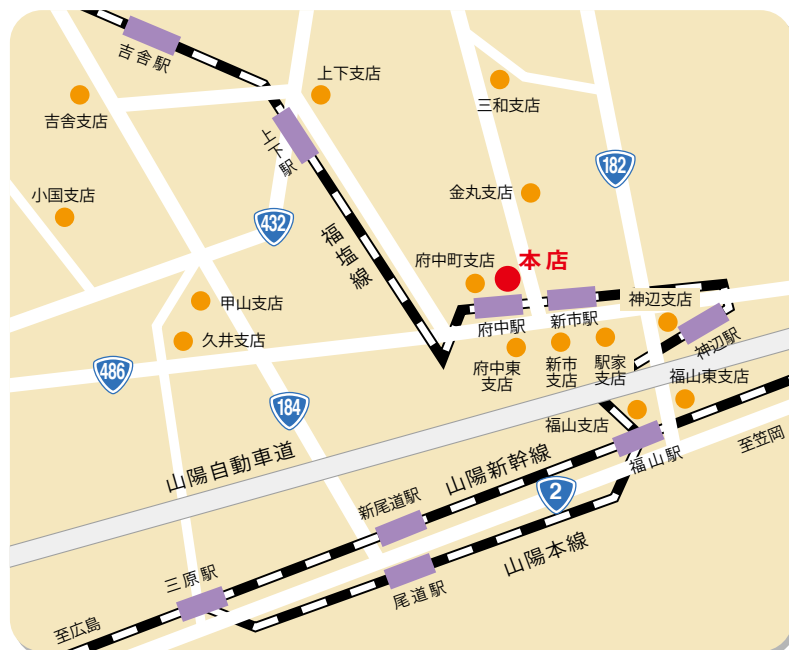 吉舎駅
上下支店
三和支店
吉舎支店
上下駅
182
小国支店
金丸支店
432
福塩線
府中町支店
本店
甲山支店
神辺支店
府中駅
新市駅
久井支店
神辺駅
府中東
支店
新市
支店
駅家
支店
486
福山東支店
184
福山支店
山陽自動車道
山陽新幹線
福山駅
至笠岡
2
新尾道駅
山陽本線
三原駅
尾道駅
至広島